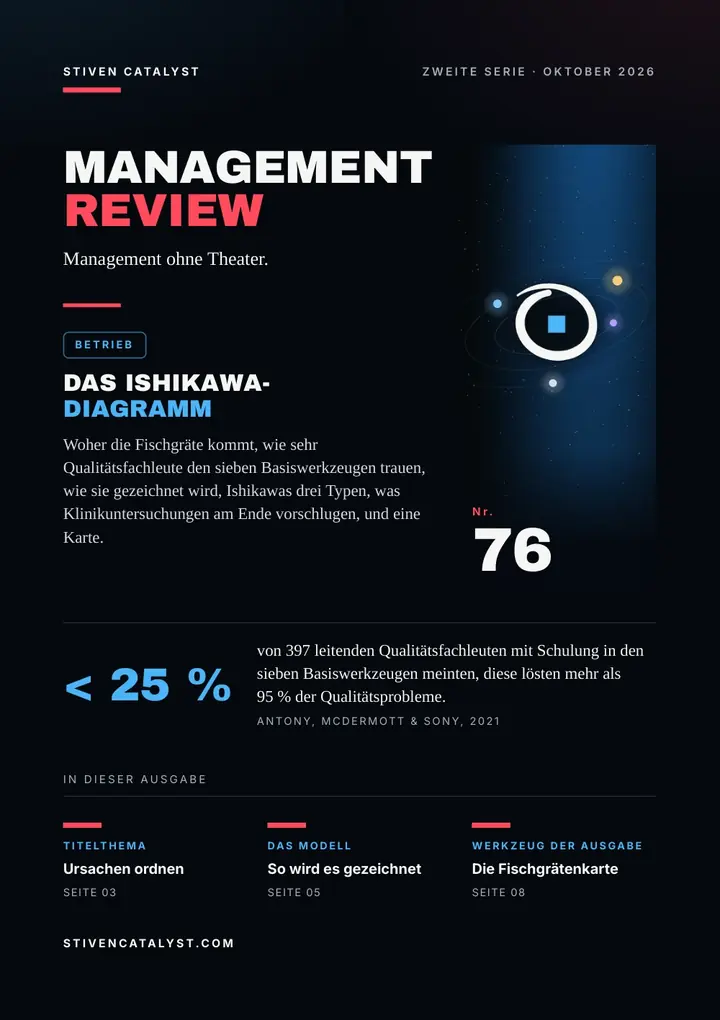 STIVEN CATALYST
ZWEITE SERIE · OKTOBER 2026
MANAGEMENT
REVIEW
Management ohne Theater.
BETRIEB
DAS ISHIKAWA-
DIAGRAMM
Woher die Fischgräte kommt, wie sehr
Qualitätsfachleute den sieben Basiswerkzeugen trauen,
wie sie gezeichnet wird, Ishikawas drei Typen, was
Klinikuntersuchungen am Ende vorschlugen, und eine
Karte.
Nr.
76
< 25 %
von 397 leitenden Qualitätsfachleuten mit Schulung in den
sieben Basiswerkzeugen meinten, diese lösten mehr als
95 % der Qualitätsprobleme.
ANTONY, MCDERMOTT & SONY, 2021
IN DIESER AUSGABE
TITELTHEMA
Ursachen ordnen
SEITE 03
DAS MODELL
So wird es gezeichnet
SEITE 05
WERKZEUG DER AUSGABE
Die Fischgrätenkarte
SEITE 08
STIVENCATALYST.COM